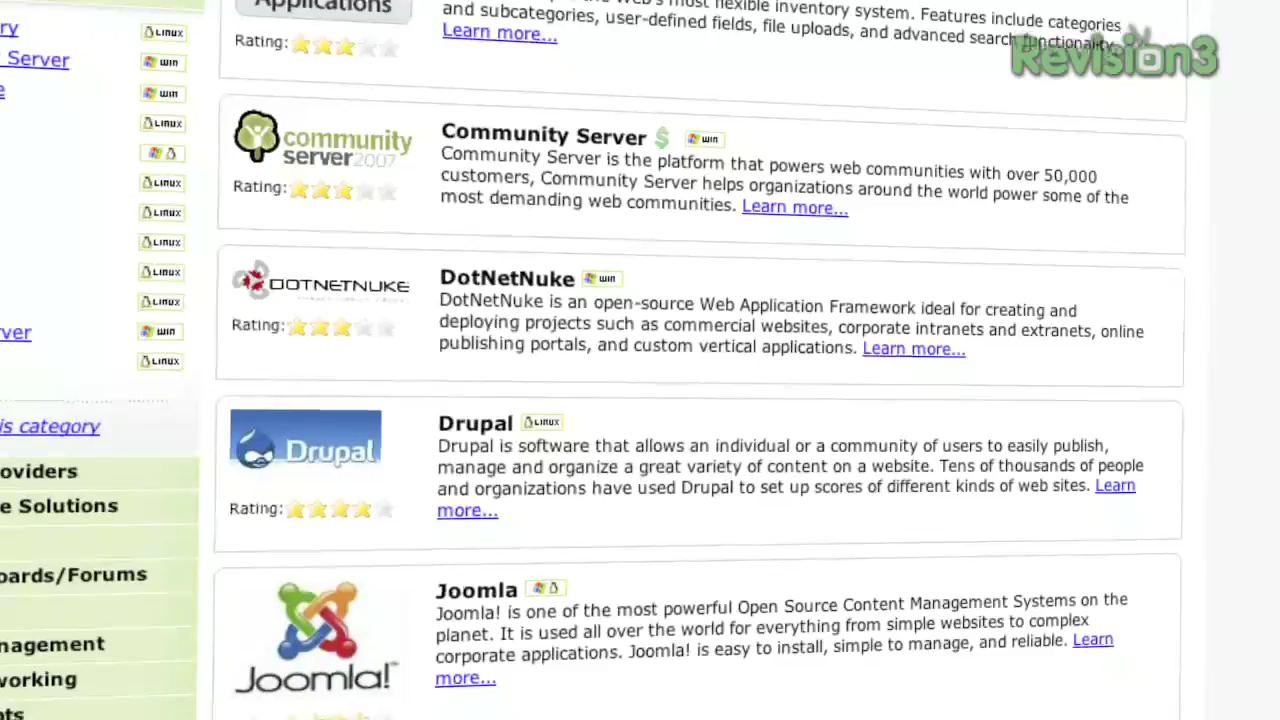 Applications
and subcategories, user-defined fields, file uploads, and advanced search functionality.
Learn more...
Rating:
Revision3
ry
Server
e
ver
is category
oviders
e Solutions
oards/Forums
nagement
working
LINUX
WIN
WIN
LINUX
LINUX
LINUX
LINUX
LINUX
LINUX
WIN
LINUX
community
server 2007
Rating:
Community Server $ WIN
Community Server is the platform that powers web communities with over 50,000
customers, Community Server helps organizations around the world power some of the
most demanding web communities. Learn more...
DOTNETNUKE
Rating:
DotNetNuke WIN
DotNetNuke is an open-source Web Application Framework ideal for creating and
deploying projects such as commercial websites, corporate intranets and extranets, online
publishing portals, and custom vertical applications. Learn more...
Drupal
Rating:
Drupal LINUX
Drupal is software that allows an individual or a community of users to easily publish,
manage and organize a great variety of content on a website. Tens of thousands of people
and organizations have used Drupal to set up scores of different kinds of web sites. Learn
more...
Joomla!
Joomla
Joomla! is one of the most powerful Open Source Content Management Systems on the
planet. It is used all over the world for everything from simple websites to complex
corporate applications. Joomla! is easy to install, simple to manage, and reliable. Learn
more...